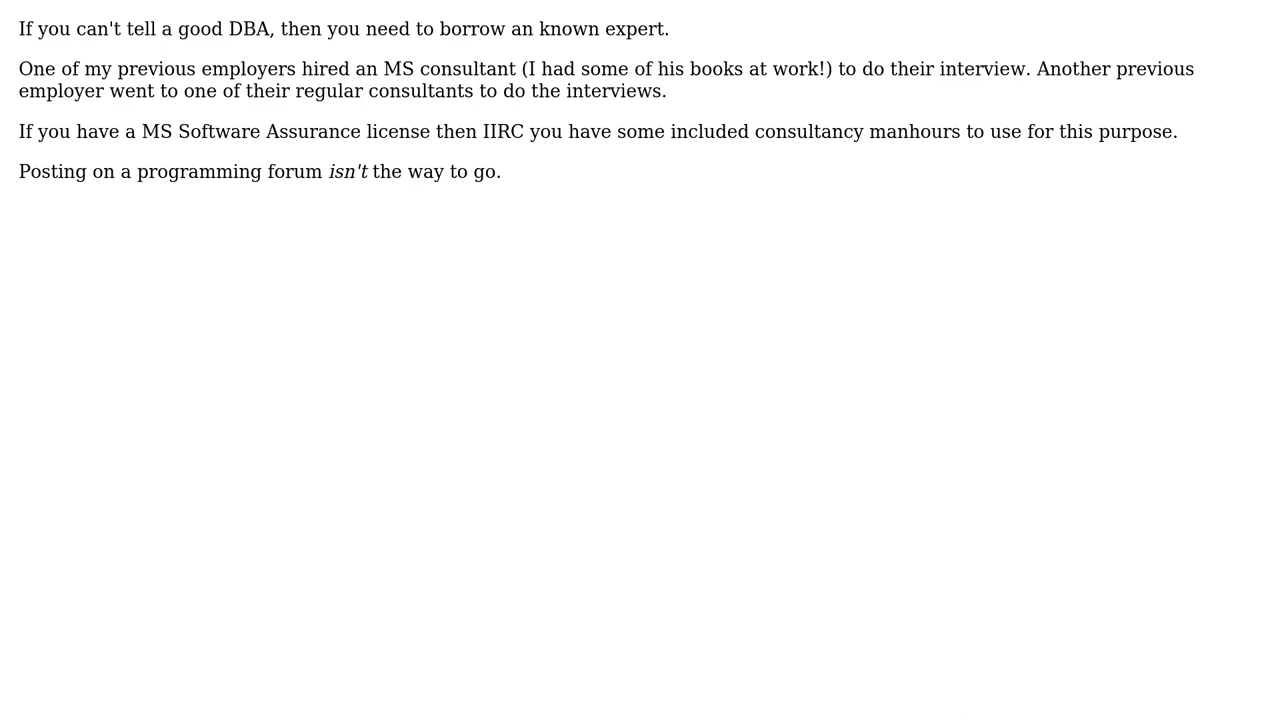 If you can't tell a good DBA, then you need to borrow an known expert.
One of my previous employers hired an MS consultant (I had some of his books at work!) to do their interview. Another previous
employer went to one of their regular consultants to do the interviews.
If you have a MS Software Assurance license then IIRC you have some included consultancy manhours to use for this purpose.
Posting on a programming forum isn't the way to go.